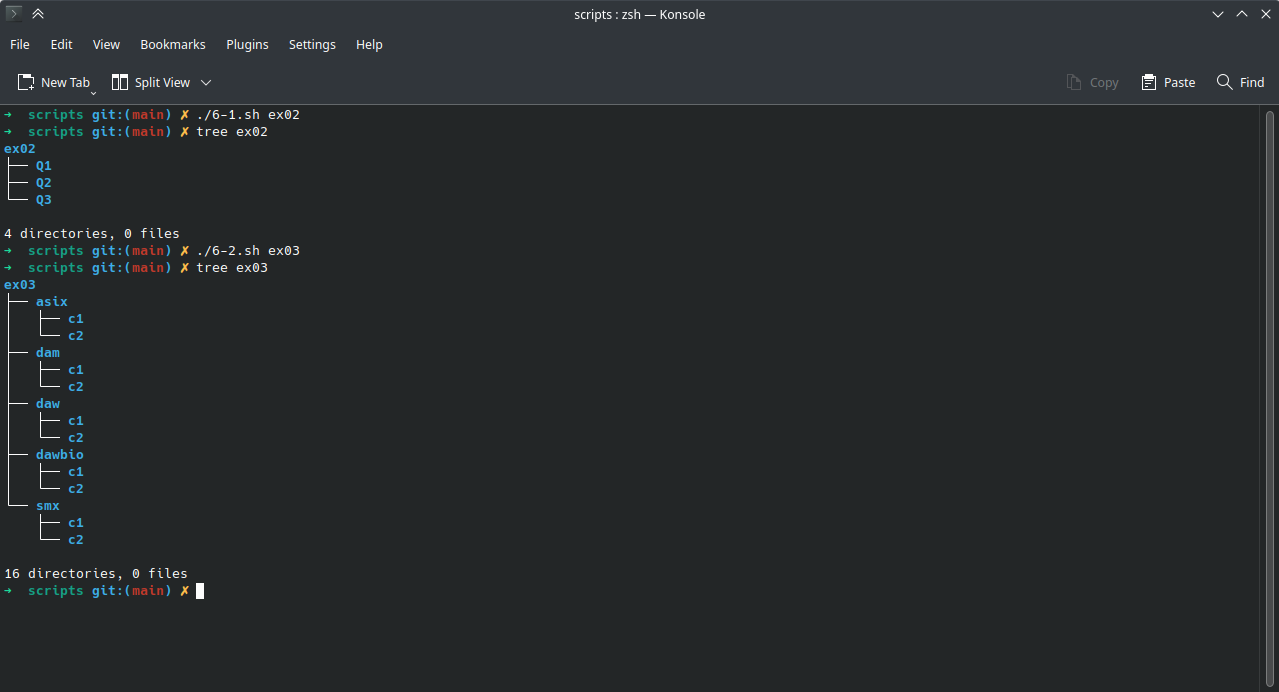 scripts : zsh — Konsole
File Edit View Bookmarks Plugins Settings Help
New Tab Split View Copy Paste Find
➜  scripts git:(main) ✗ ./6-1.sh ex02
➜  scripts git:(main) ✗ tree ex02
ex02
├── Q1
├── Q2
└── Q3

4 directories, 0 files
➜  scripts git:(main) ✗ ./6-2.sh ex03
➜  scripts git:(main) ✗ tree ex03
ex03
├── asix
│   ├── c1
│   └── c2
├── dam
│   ├── c1
│   └── c2
├── daw
│   ├── c1
│   └── c2
├── dawbio
│   ├── c1
│   └── c2
└── smx
    ├── c1
    └── c2

16 directories, 0 files
➜  scripts git:(main) ✗